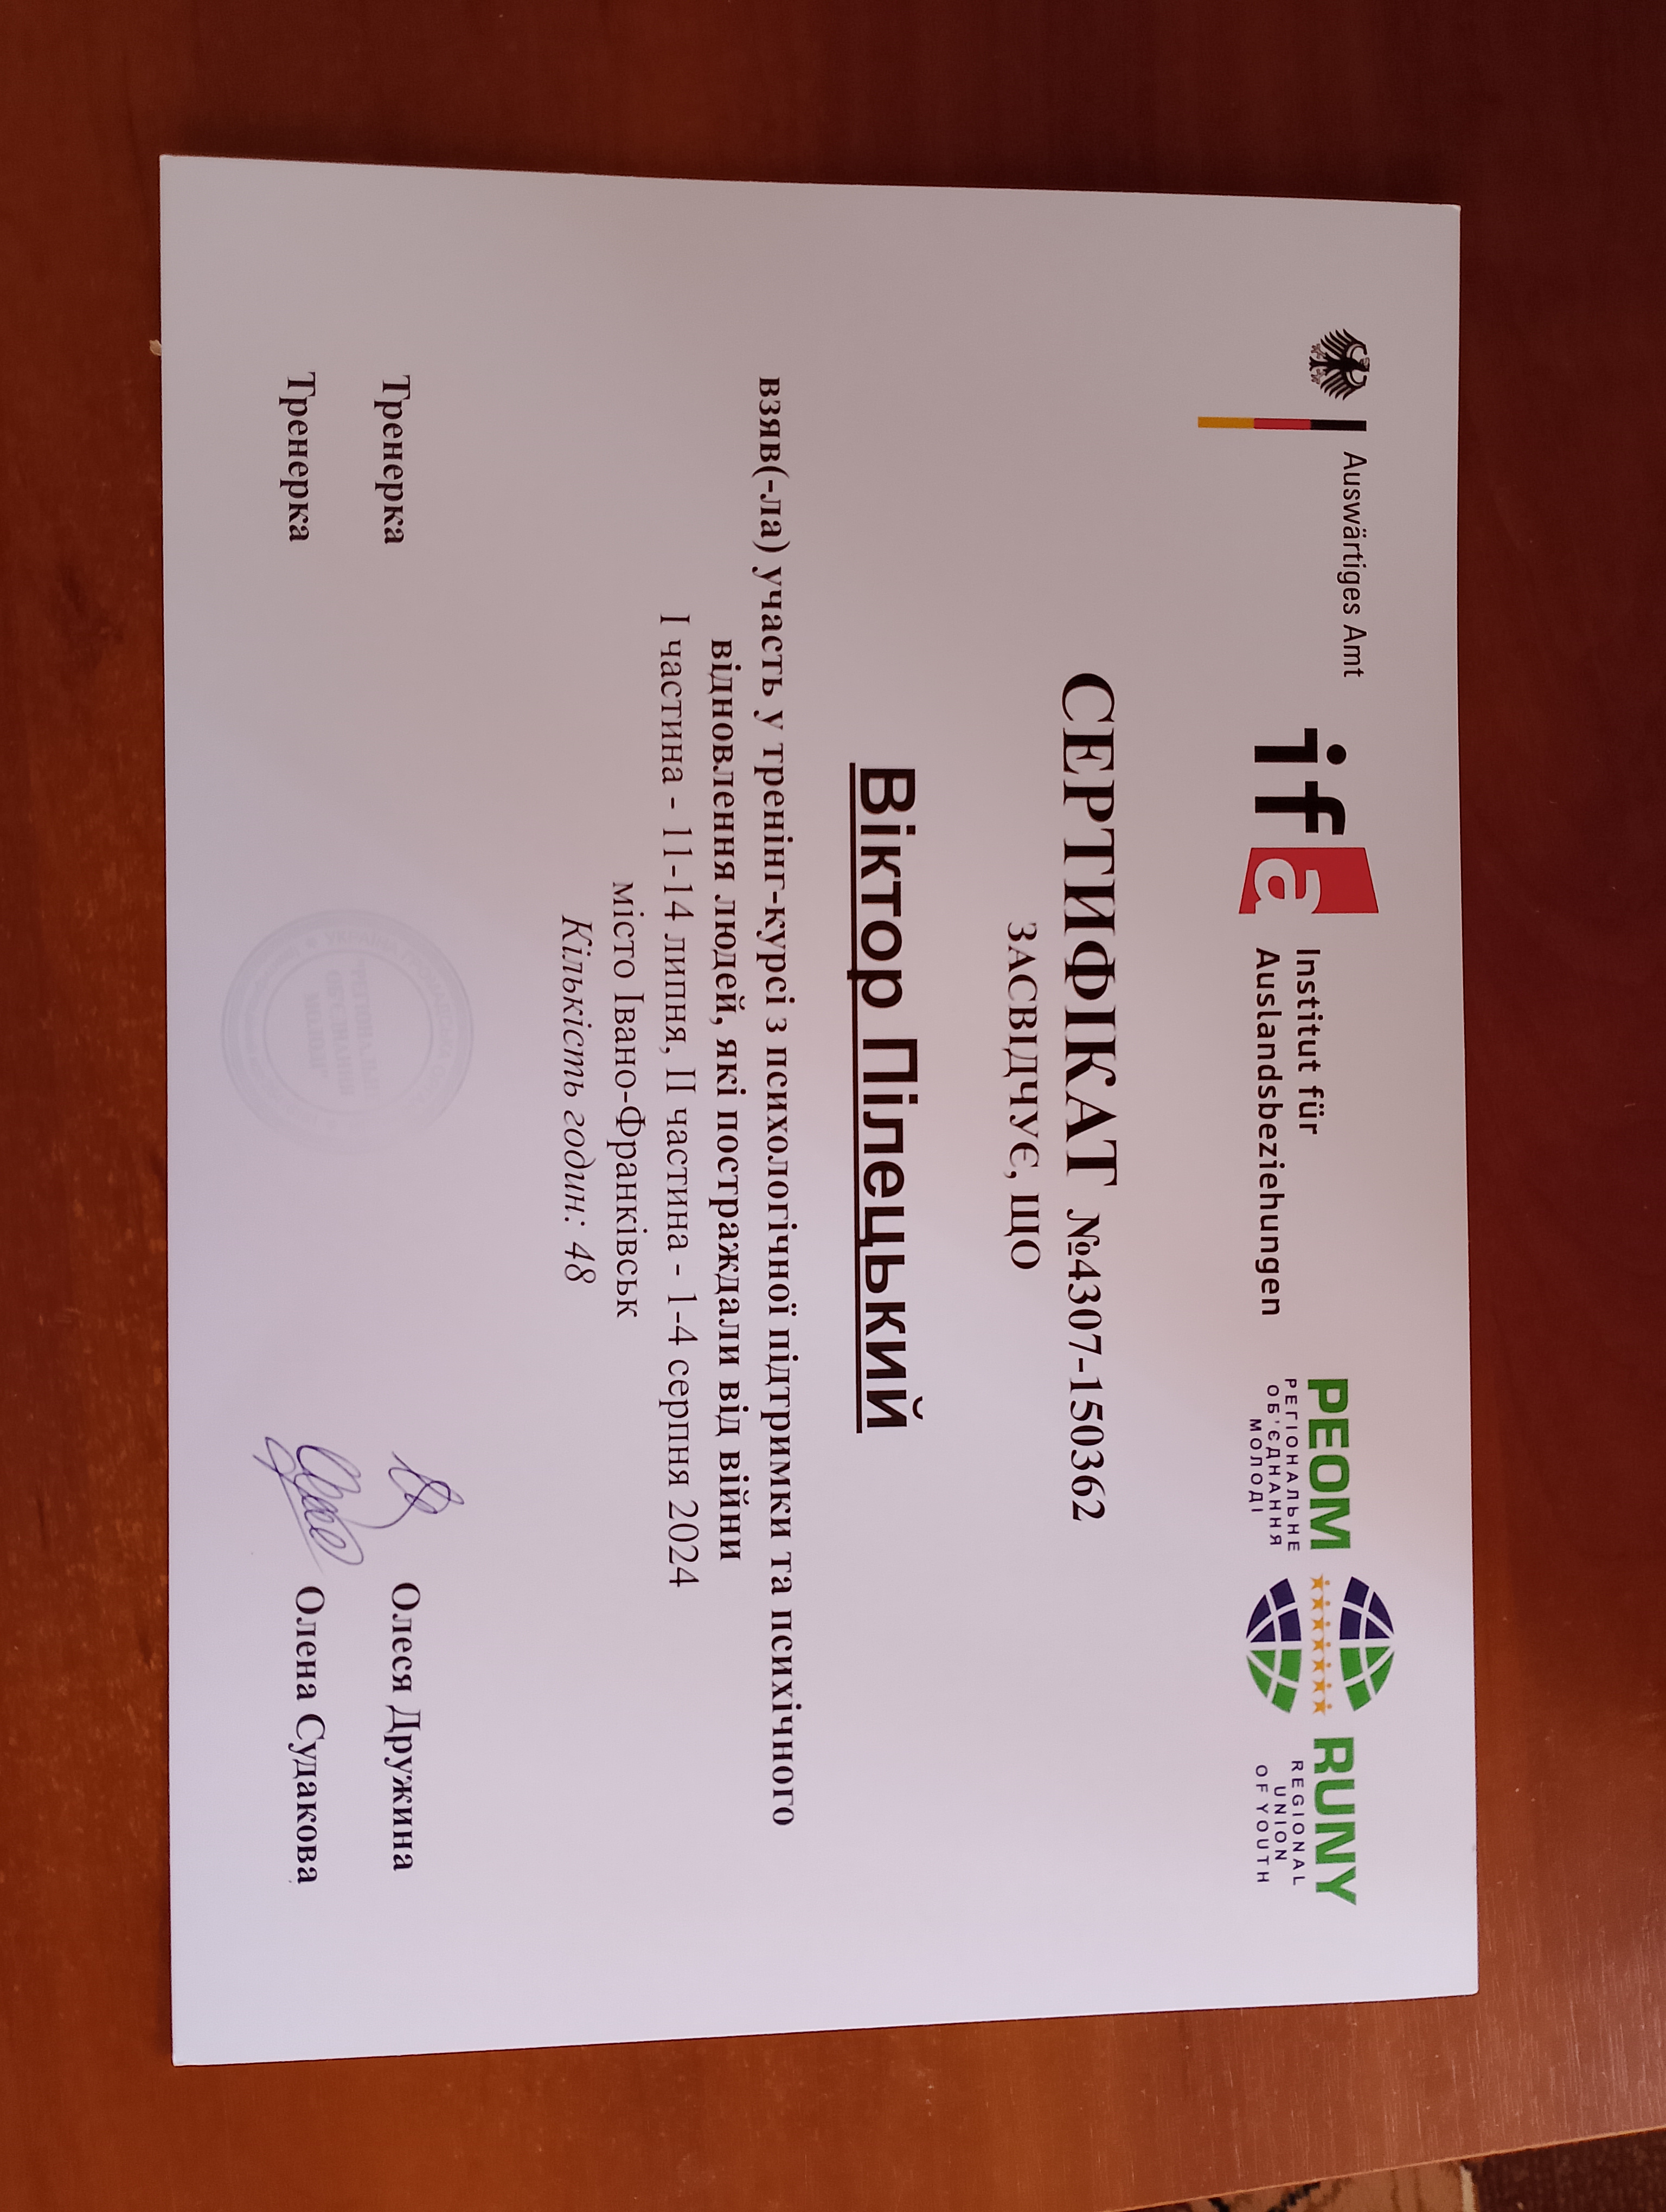 Auswärtiges Amt
ifa
Institut für
Auslandsbeziehungen
РЕОМ
РЕГІОНАЛЬНЕ
ОБ'ЄДНАННЯ
МОЛОДІ
RUNY
REGIONAL
UNION
OF YOUTH
СЕРТИФІКАТ №4307-150362
ЗАСВІДЧУЄ, ЩО
Віктор Пілецький
взяв(-ла) участь у тренінг-курсі з психологічної підтримки та психічного
відновлення людей, які постраждали від війни
І частина - 11-14 липня, ІІ частина - 1-4 серпня 2024
місто Івано-Франківськ
Кількість годин: 48
Тренерка Олеся Дружина
Тренерка Олена Судакова